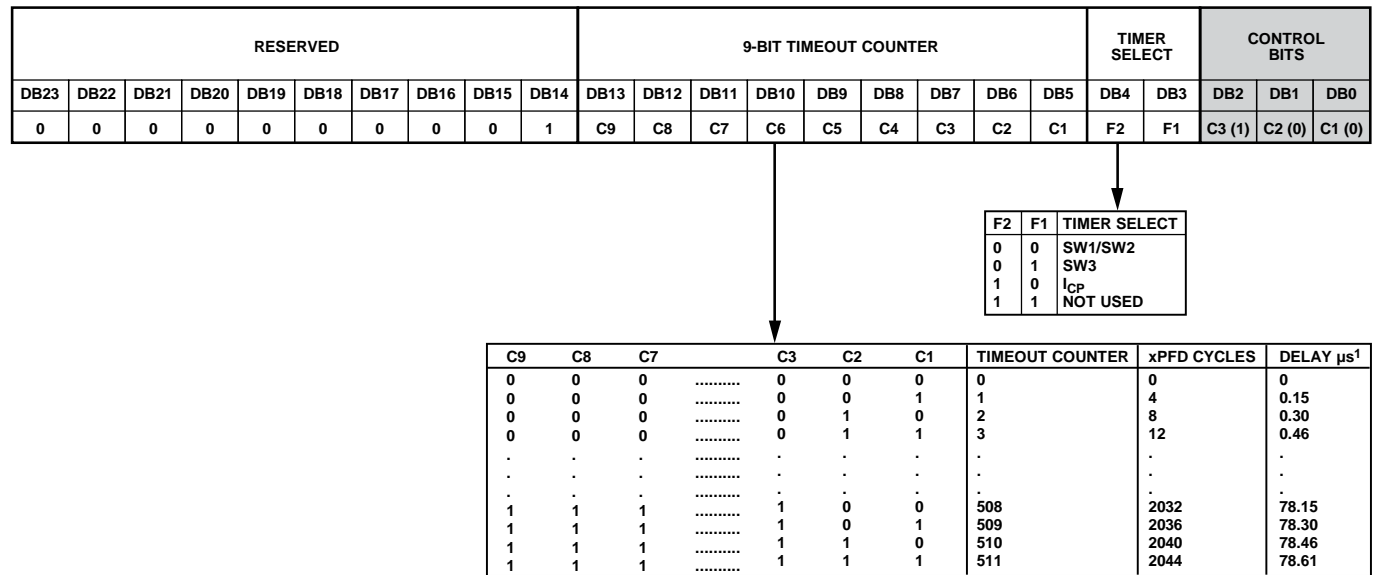 RESERVED 9-BIT TIMEOUT COUNTER TIMER SELECT CONTROL BITS
DB23 DB22 DB21 DB20 DB19 DB18 DB17 DB16 DB15 DB14 DB13 DB12 DB11 DB10 DB9 DB8 DB7 DB6 DB5 DB4 DB3 DB2 DB1 DB0
0 0 0 0 0 0 0 0 0 1 C9 C8 C7 C6 C5 C4 C3 C2 C1 F2 F1 C3 (1) C2 (0) C1 (0)
F2 F1 TIMER SELECT
0 0 SW1/SW2
0 1 SW3
1 0 ICP
1 1 NOT USED
C9 C8 C7 C3 C2 C1 TIMEOUT COUNTER xPFD CYCLES DELAY µs1
0 0 0 .......... 0 0 0 0 0 0
0 0 0 .......... 0 0 1 1 4 0.15
0 0 0 .......... 0 1 0 2 8 0.30
0 0 0 .......... 0 1 1 3 12 0.46
. . . .......... . . . . . .
. . . .......... . . . . . .
. . . .......... . . . . . .
1 1 1 .......... 1 0 0 508 2032 78.15
1 1 1 .......... 1 0 1 509 2036 78.30
1 1 1 .......... 1 1 0 510 2040 78.46
1 1 1 .......... 1 1 1 511 2044 78.61